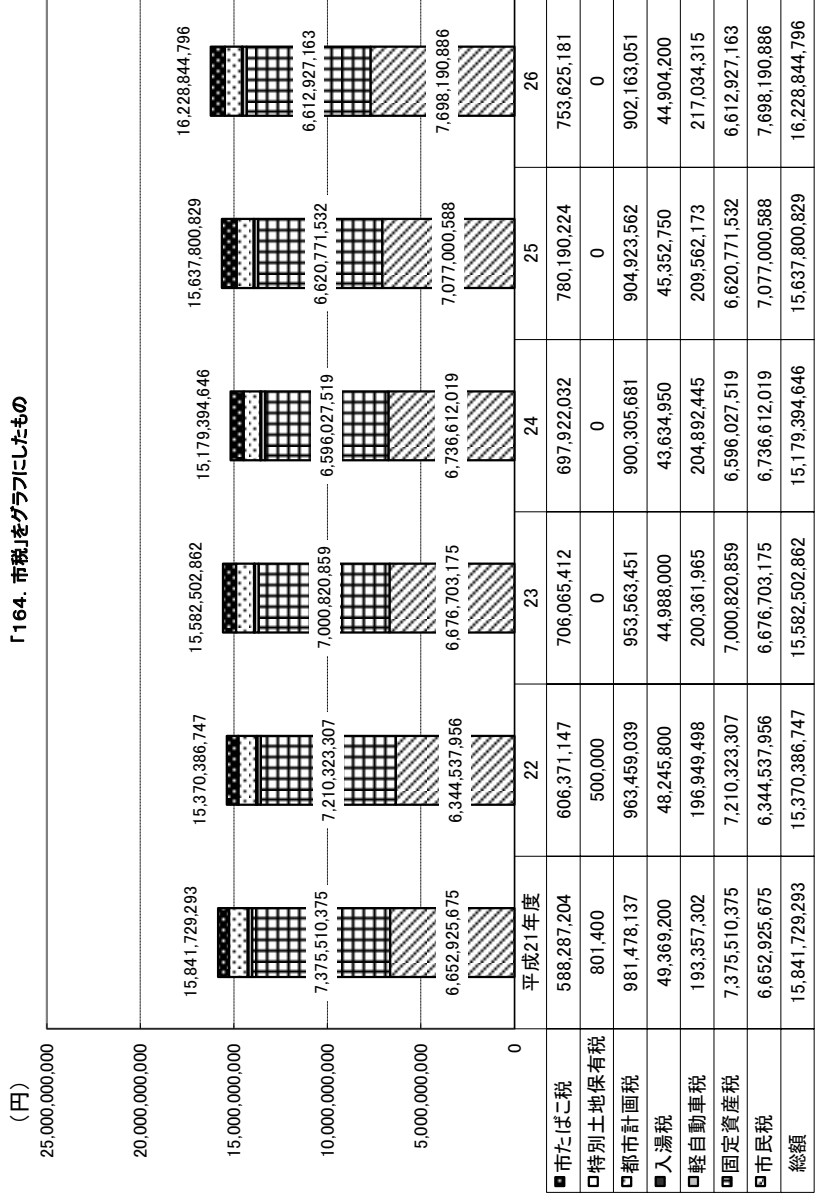 「164．市税」をグラフにしたもの
（円）
25,000,000,000
20,000,000,000
15,000,000,000
10,000,000,000
5,000,000,000
0
15,841,729,293 15,370,386,747 15,582,502,862 15,179,394,646 15,637,800,829 16,228,844,796
7,375,510,375 7,210,323,307 7,000,820,859 6,596,027,519 6,620,771,532 6,612,927,163
6,652,925,675 6,344,537,956 6,676,703,175 6,736,612,019 7,077,000,588 7,698,190,886
平成21年度 22 23 24 25 26
市たばこ税 588,287,204 606,371,147 706,065,412 697,922,032 780,190,224 753,625,181
特別土地保有税 801,400 500,000 0 0 0 0
都市計画税 981,478,137 963,459,039 953,563,451 900,305,681 904,923,562 902,163,051
入湯税 49,369,200 48,245,800 44,988,000 43,634,950 45,352,750 44,904,200
軽自動車税 193,357,302 196,949,498 200,361,965 204,892,445 209,562,173 217,034,315
固定資産税 7,375,510,375 7,210,323,307 7,000,820,859 6,596,027,519 6,620,771,532 6,612,927,163
市民税 6,652,925,675 6,344,537,956 6,676,703,175 6,736,612,019 7,077,000,588 7,698,190,886
総額 15,841,729,293 15,370,386,747 15,582,502,862 15,179,394,646 15,637,800,829 16,228,844,796